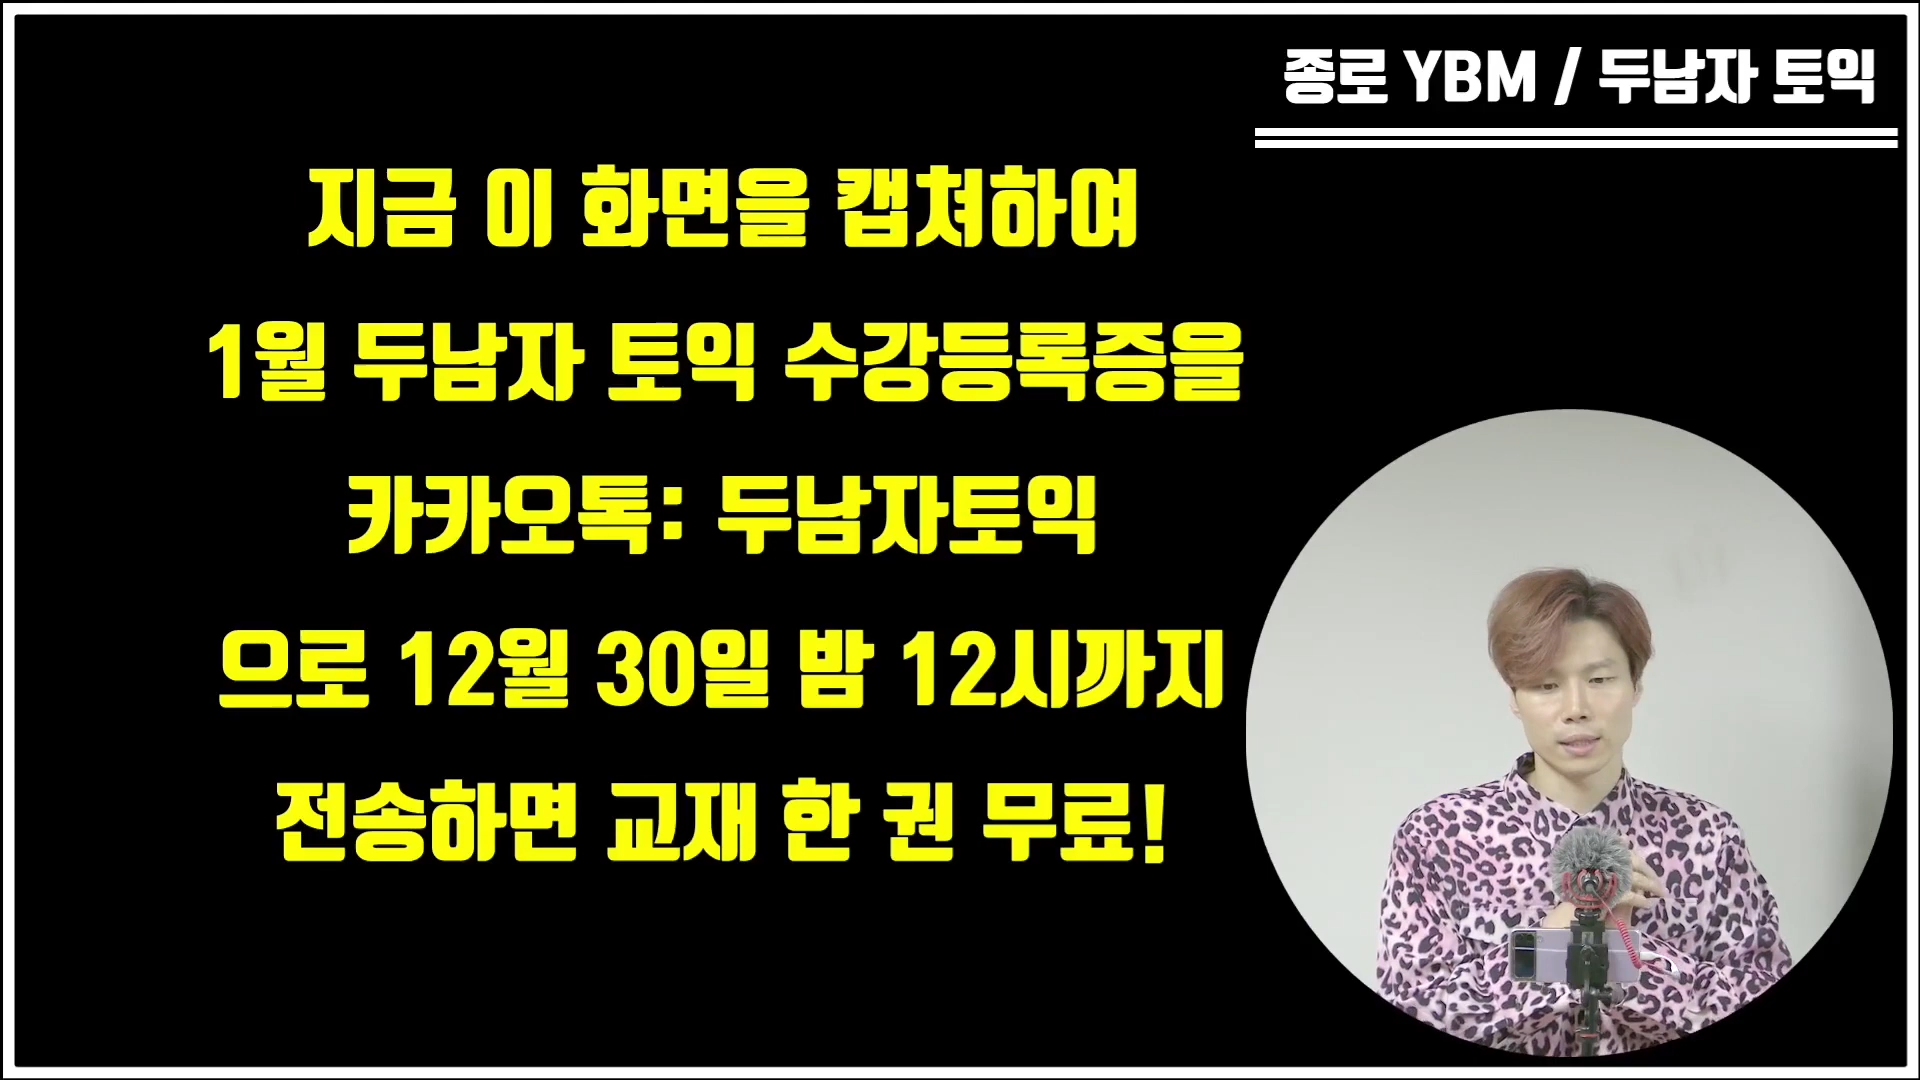 종로 YBM / 두남자 토익
지금 이 화면을 캡쳐하여
1월 두남자 토익 수강등록증을
카카오톡: 두남자토익
으로 12월 30일 밤 12시까지
전송하면 교재 한 권 무료!